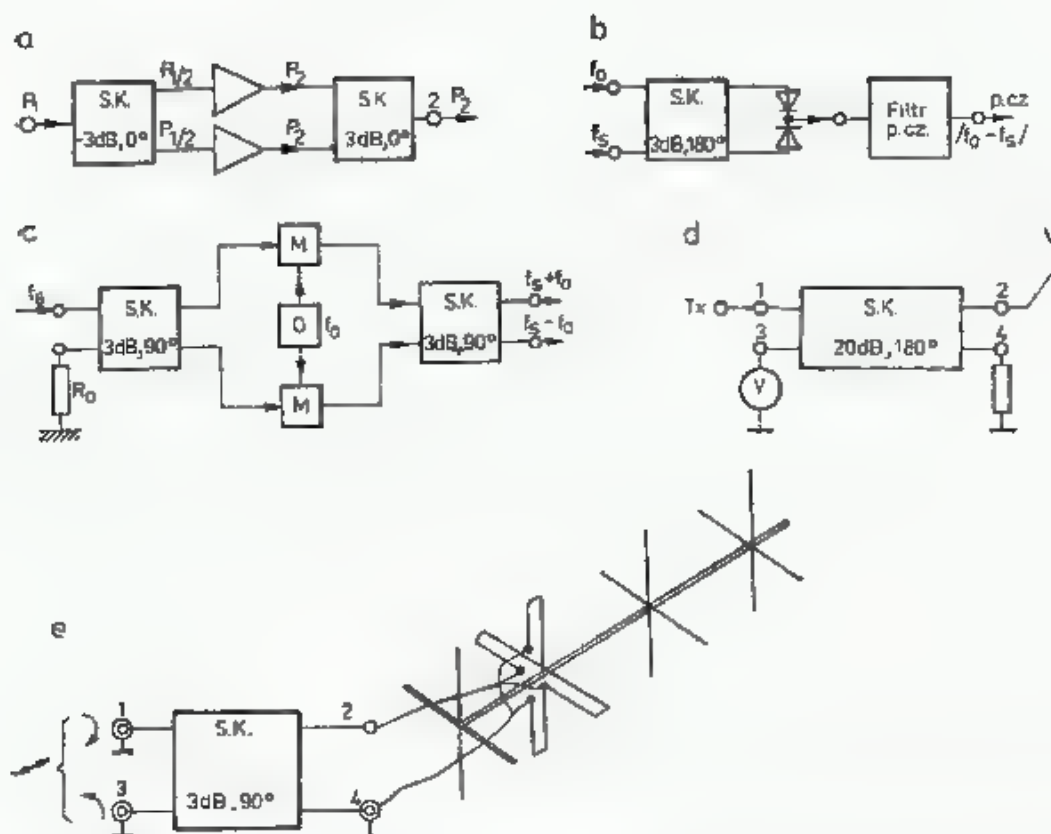 a
P₁
S.K.
-3dB, 0°
P₁/2
P₁/2
P₂
P₂
S.K
3dB, 0°
2 P₂
b
f₀
fₛ
S.K.
3dB, 180°
Filtr
p.cz.
p.cz
/f₀-fₛ/
c
fₛ
R₀
S.K.
3dB, 90°
M
O f₀
M
S.K.
3dB, 90°
fₛ+f₀
fₛ-f₀
d
Tx 1
3
V
S.K.
20dB, 180°
2
4
e
1
3
S.K.
3dB, 90°
2
4